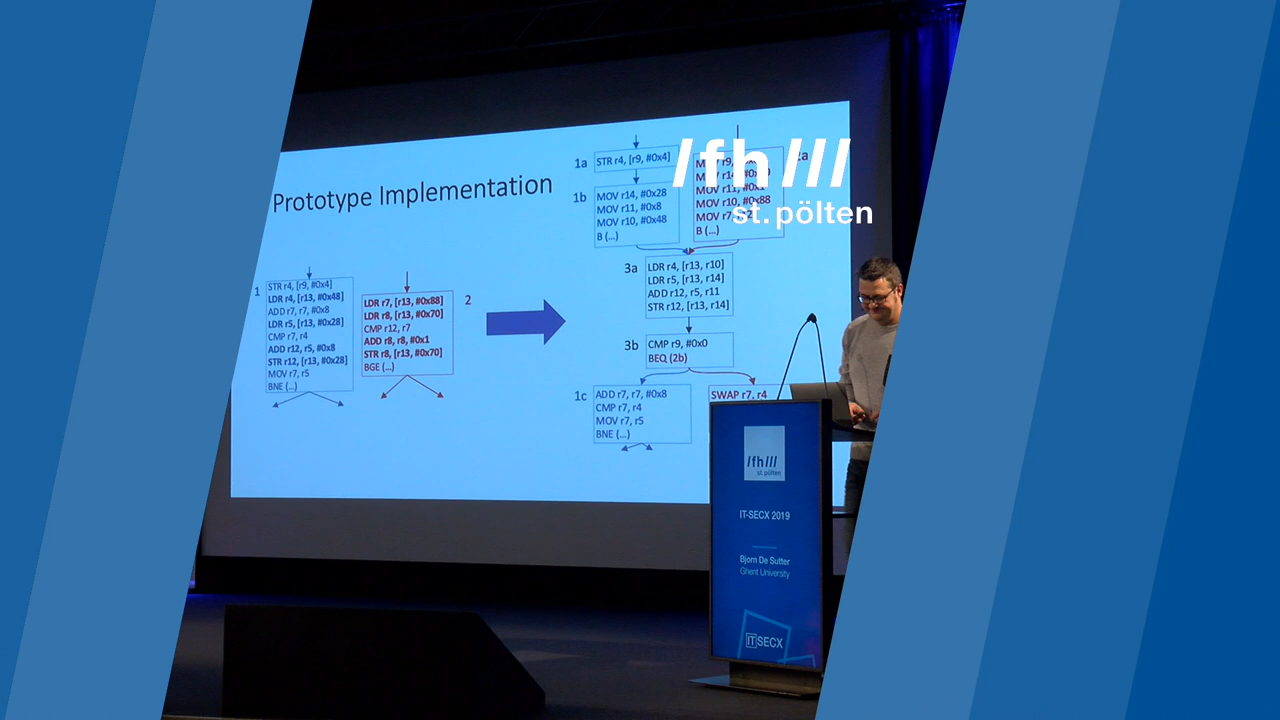 Prototype Implementation
1
STR r4, [r9, #0x4]
LDR r4, [r13, #0x48]
ADD r7, r7, #0x8
LDR r5, [r13, #0x28]
CMP r7, r4
ADD r12, r5, #0x8
STR r12, [r13, #0x28]
MOV r7, r5
BNE (...)
2
LDR r7, [r13, #0x88]
LDR r8, [r13, #0x70]
CMP r12, r7
ADD r8, r8, #0x1
STR r8, [r13, #0x70]
BGE (...)
1a
STR r4, [r9, #0x4]
1b
MOV r14, #0x28
MOV r11, #0x8
MOV r10, #0x48
B (...)
2a
MOV r11, #0x1
MOV r10, #0x88
B (...)
3a
LDR r4, [r13, r10]
LDR r5, [r13, r14]
ADD r12, r5, r11
STR r12, [r13, r14]
3b
CMP r9, #0x0
BEQ (2b)
1c
ADD r7, r7, #0x8
CMP r7, r4
MOV r7, r5
BNE (...)
SWAP r7, r4
/fh///
st. pölten
/fh///
st. pölten
IT-SECX 2019
Bjorn De Sutter
Ghent University
IT SECX